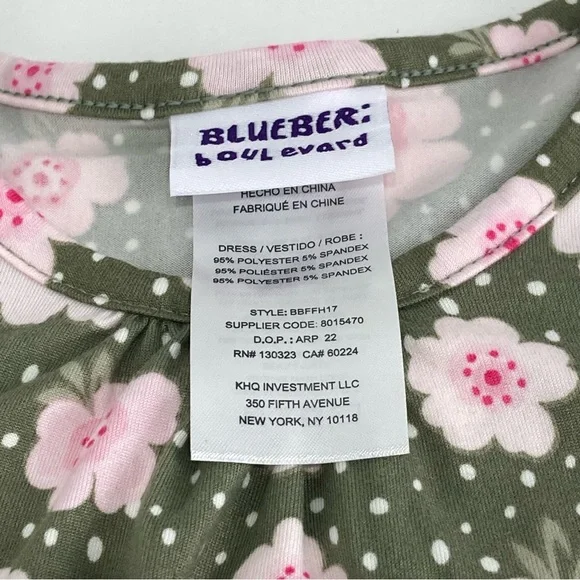 BLUEBER:
boULevard
HECHO EN CHINA
FABRIQUÉ EN CHINE
DRESS / VESTIDO / ROBE :
95% POLYESTER 5% SPANDEX
95% POLIÉSTER 5% SPANDEX
95% POLYESTER 5% SPANDEX
STYLE: BBFFH17
SUPPLIER CODE: 8015470
D.O.P.: ARP 22
RN# 130323 CA# 60224
KHQ INVESTMENT LLC
350 FIFTH AVENUE
NEW YORK, NY 10118